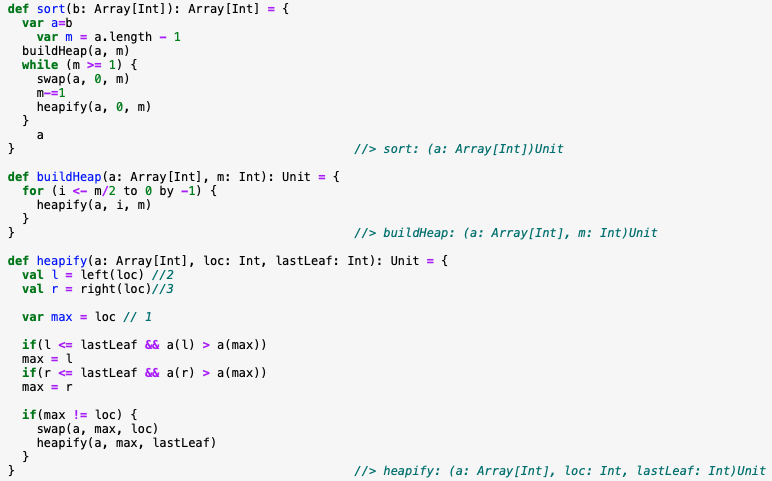 def sort(b: Array[Int]): Array[Int] = {
  var a=b
    var m = a.length - 1
  buildHeap(a, m)
  while (m >= 1) {
    swap(a, 0, m)
    m-=1
    heapify(a, 0, m)
  }
    a
}                                               //> sort: (a: Array[Int])Unit

def buildHeap(a: Array[Int], m: Int): Unit = {
  for (i <- m/2 to 0 by -1) {
    heapify(a, i, m)
  }
}                                               //> buildHeap: (a: Array[Int], m: Int)Unit

def heapify(a: Array[Int], loc: Int, lastLeaf: Int): Unit = {
  val l = left(loc) //2
  val r = right(loc)//3

  var max = loc // 1

  if(l <= lastLeaf && a(l) > a(max))
  max = l
  if(r <= lastLeaf && a(r) > a(max))
  max = r

  if(max != loc) {
    swap(a, max, loc)
    heapify(a, max, lastLeaf)
  }
}                                               //> heapify: (a: Array[Int], loc: Int, lastLeaf: Int)Unit